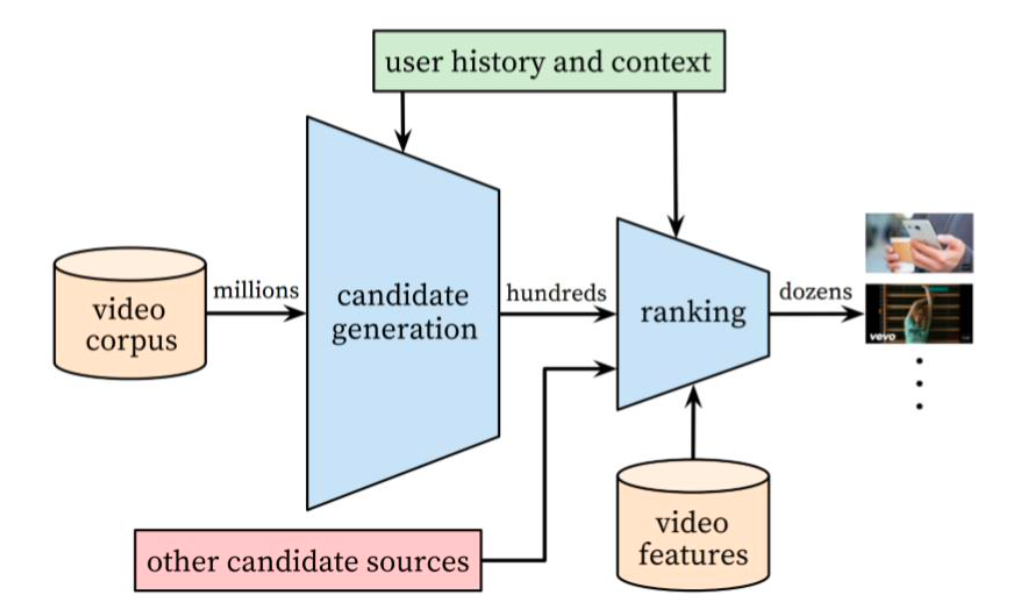 user history and context
video
corpus
millions
candidate
generation
hundreds
ranking
dozens
vevo
other candidate sources
video
features